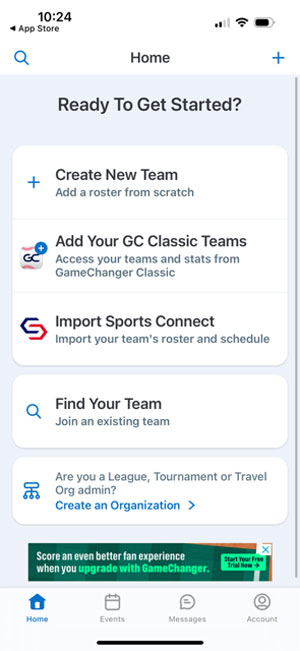 10:24
◀ App Store
Home
Ready To Get Started?
Create New Team
Add a roster from scratch
GC
Add Your GC Classic Teams
Access your teams and stats from
GameChanger Classic
Import Sports Connect
Import your team's roster and schedule
Find Your Team
Join an existing team
Are you a League, Tournament or Travel
Org admin?
Create an Organization >
Score an even better fan experience
when you upgrade with GameChanger.
Start Your Free
Trial Now →
Home
Events
Messages
Account